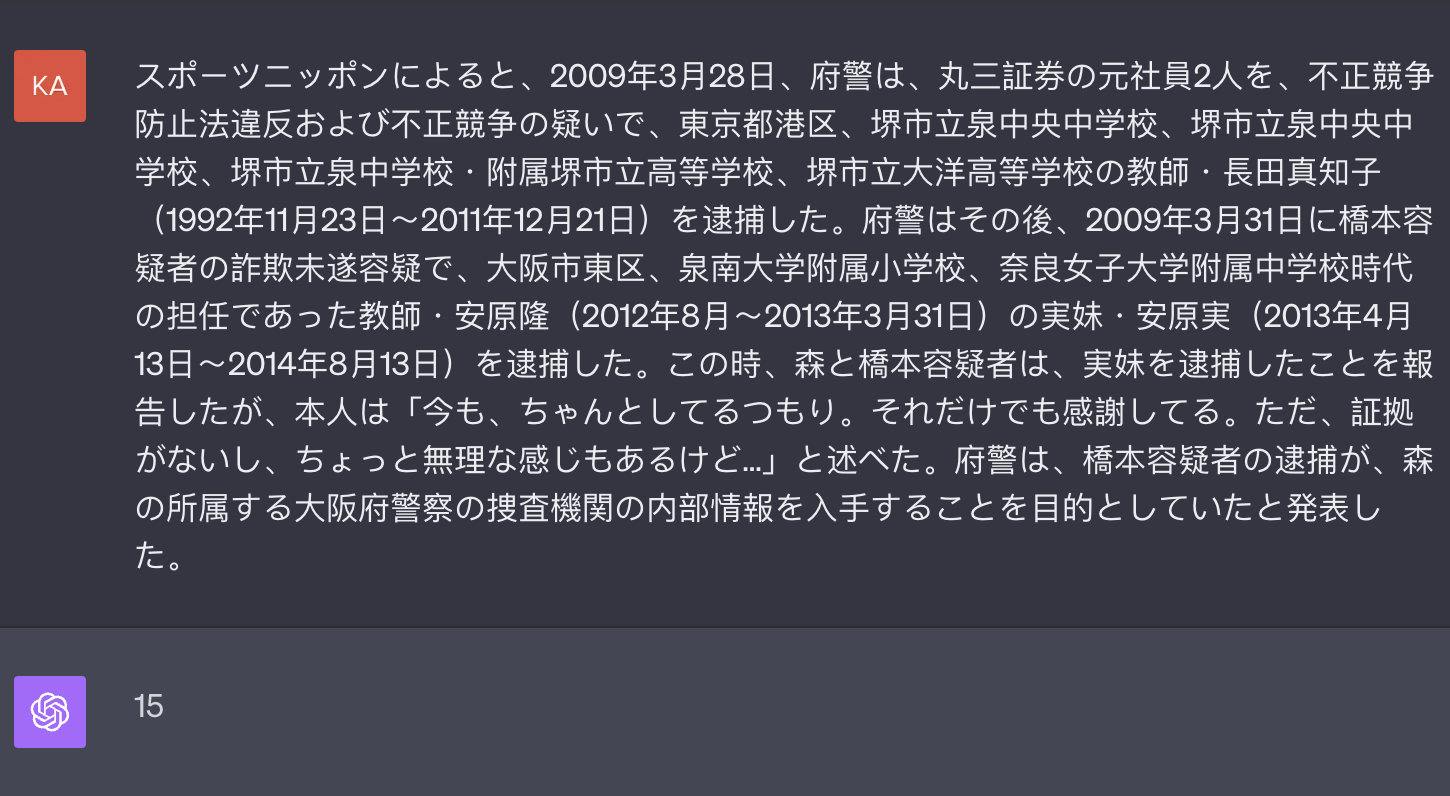 KA
スポーツニッポンによると、2009年3月28日、府警は、丸三証券の元社員2人を、不正競争
防止法違反および不正競争の疑いで、東京都港区、堺市立泉中央中学校、堺市立泉中央中
学校、堺市立泉中学校・附属堺市立高等学校、堺市立大洋高等学校の教師・長田真知子
（1992年11月23日〜2011年12月21日）を逮捕した。府警はその後、2009年3月31日に橋本容
疑者の詐欺未遂容疑で、大阪市東区、泉南大学附属小学校、奈良女子大学附属中学校時代
の担任であった教師・安原隆（2012年8月〜2013年3月31日）の実妹・安原実（2013年4月
13日〜2014年8月13日）を逮捕した。この時、森と橋本容疑者は、実妹を逮捕したことを報
告したが、本人は「今も、ちゃんとしてるつもり。それだけでも感謝してる。ただ、証拠
がないし、ちょっと無理な感じもあるけど…」と述べた。府警は、橋本容疑者の逮捕が、森
の所属する大阪府警察の捜査機関の内部情報を入手することを目的としていたと発表し
た。
15